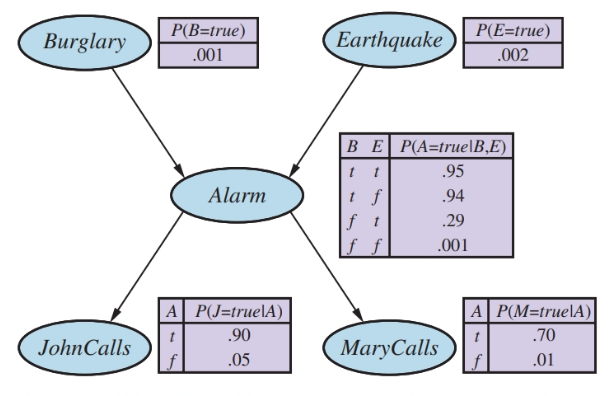 Burglary
P(B=true)
.001
Earthquake
P(E=true)
.002
B E P(A=true|B,E)
t t .95
t f .94
f t .29
f f .001
Alarm
A P(J=true|A)
t .90
f .05
JohnCalls
A P(M=true|A)
t .70
f .01
MaryCalls